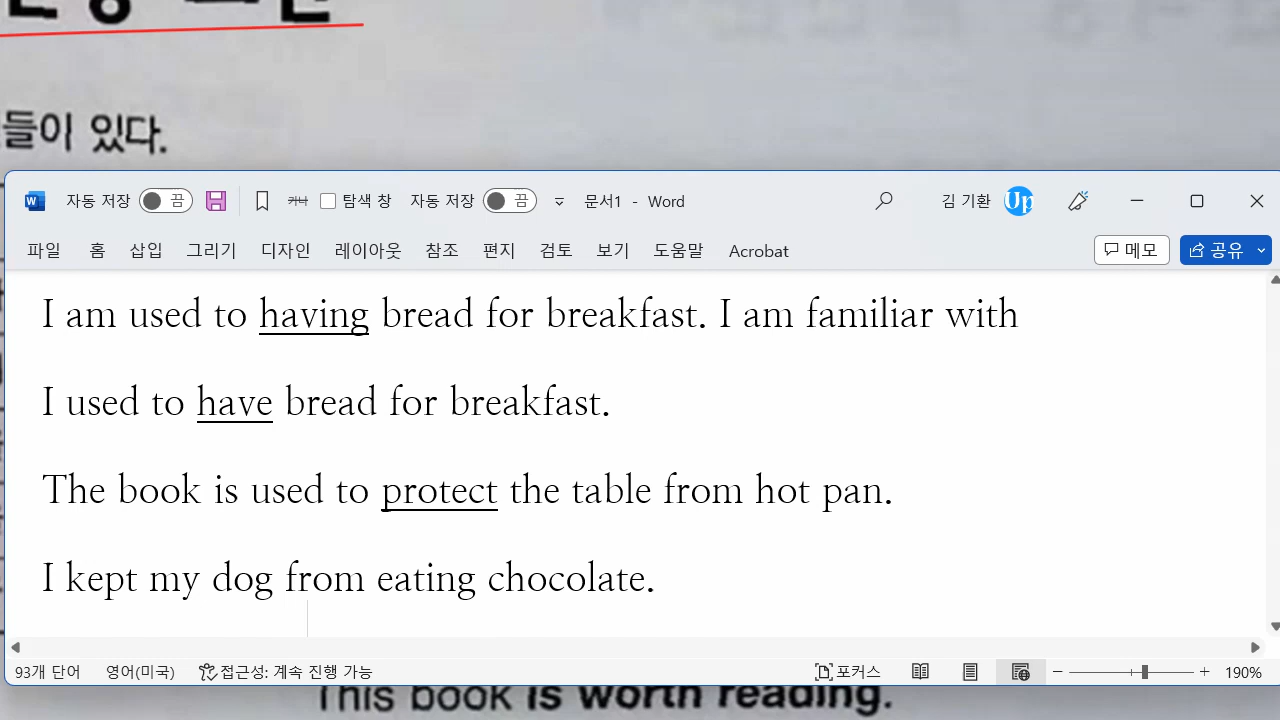 들이 있다.
자동 저장 끔 가나 탐색 창 자동 저장 끔 문서1 - Word 김 기환 Up
파일 홈 삽입 그리기 디자인 레이아웃 참조 편지 검토 보기 도움말 Acrobat 메모 공유
I am used to having bread for breakfast. I am familiar with
I used to have bread for breakfast.
The book is used to protect the table from hot pan.
I kept my dog from eating chocolate.
93개 단어 영어(미국) 접근성: 계속 진행 가능 포커스 190%
This book is worth reading.